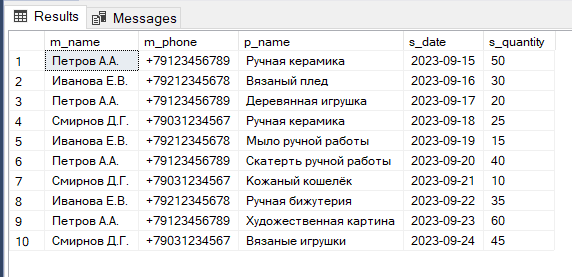 Results Messages
m_name m_phone p_name s_date s_quantity
1 Петров А.А. +79123456789 Ручная керамика 2023-09-15 50
2 Иванова Е.В. +79212345678 Вязаный плед 2023-09-16 30
3 Петров А.А. +79123456789 Деревянная игрушка 2023-09-17 20
4 Смирнов Д.Г. +79031234567 Ручная керамика 2023-09-18 25
5 Иванова Е.В. +79212345678 Мыло ручной работы 2023-09-19 15
6 Петров А.А. +79123456789 Скатерть ручной работы 2023-09-20 40
7 Смирнов Д.Г. +79031234567 Кожаный кошелёк 2023-09-21 10
8 Иванова Е.В. +79212345678 Ручная бижутерия 2023-09-22 35
9 Петров А.А. +79123456789 Художественная картина 2023-09-23 60
10 Смирнов Д.Г. +79031234567 Вязаные игрушки 2023-09-24 45